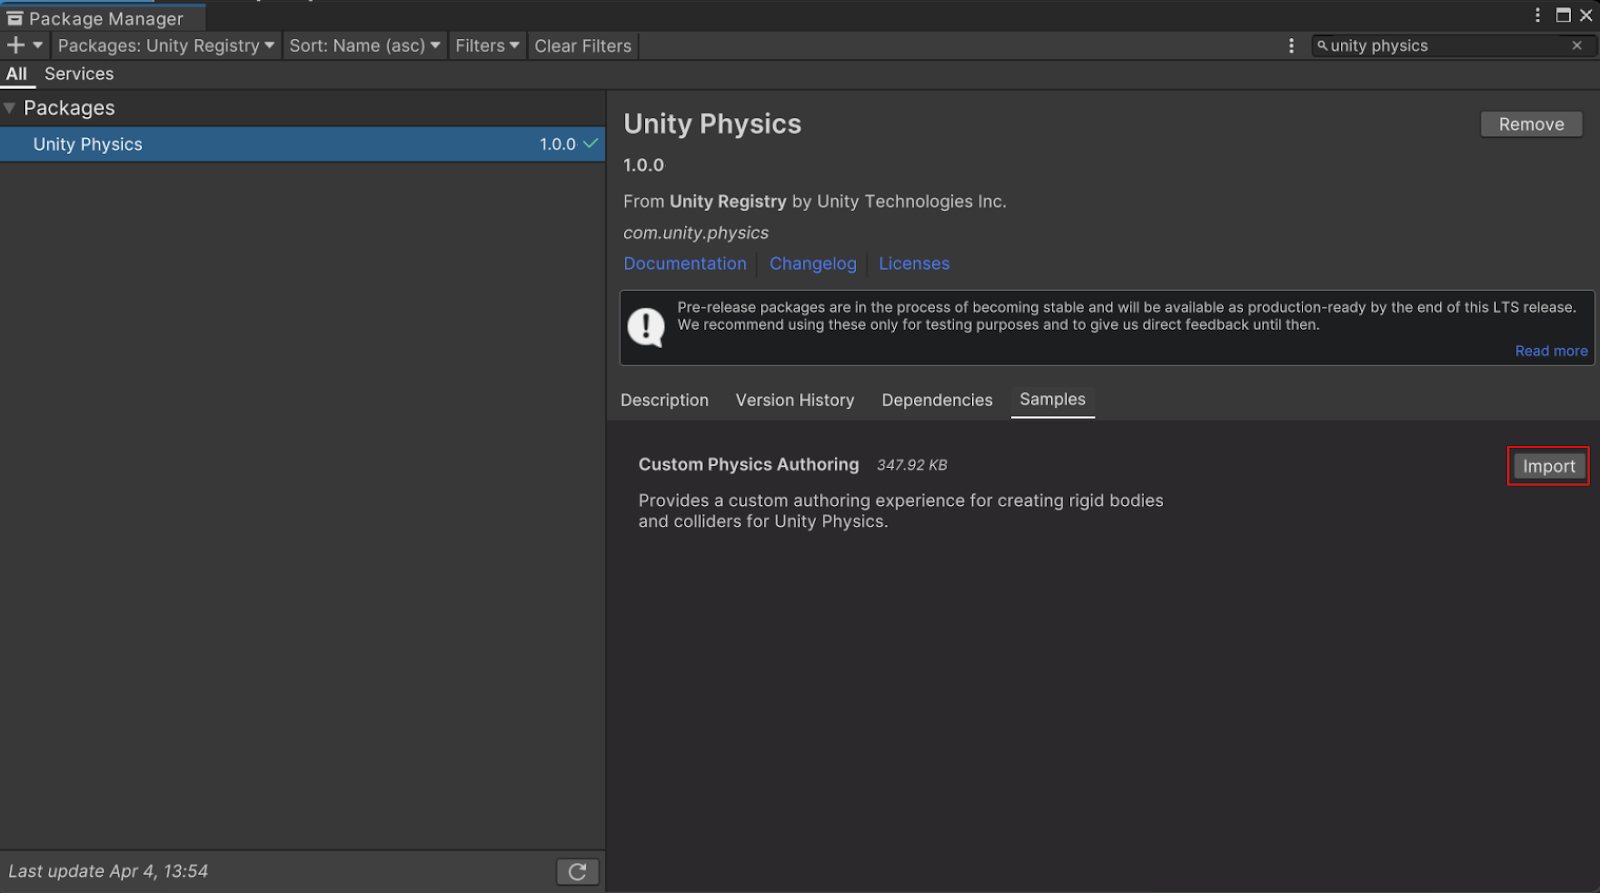 Package Manager
Packages: Unity Registry
Sort: Name (asc)
Filters
Clear Filters
unity physics
All
Services
Packages
Unity Physics
1.0.0
Unity Physics
Remove
1.0.0
From Unity Registry by Unity Technologies Inc.
com.unity.physics
Documentation
Changelog
Licenses
Pre-release packages are in the process of becoming stable and will be available as production-ready by the end of this LTS release.
We recommend using these only for testing purposes and to give us direct feedback until then.
Read more
Description
Version History
Dependencies
Samples
Custom Physics Authoring
347.92 KB
Import
Provides a custom authoring experience for creating rigid bodies
and colliders for Unity Physics.
Last update Apr 4, 13:54